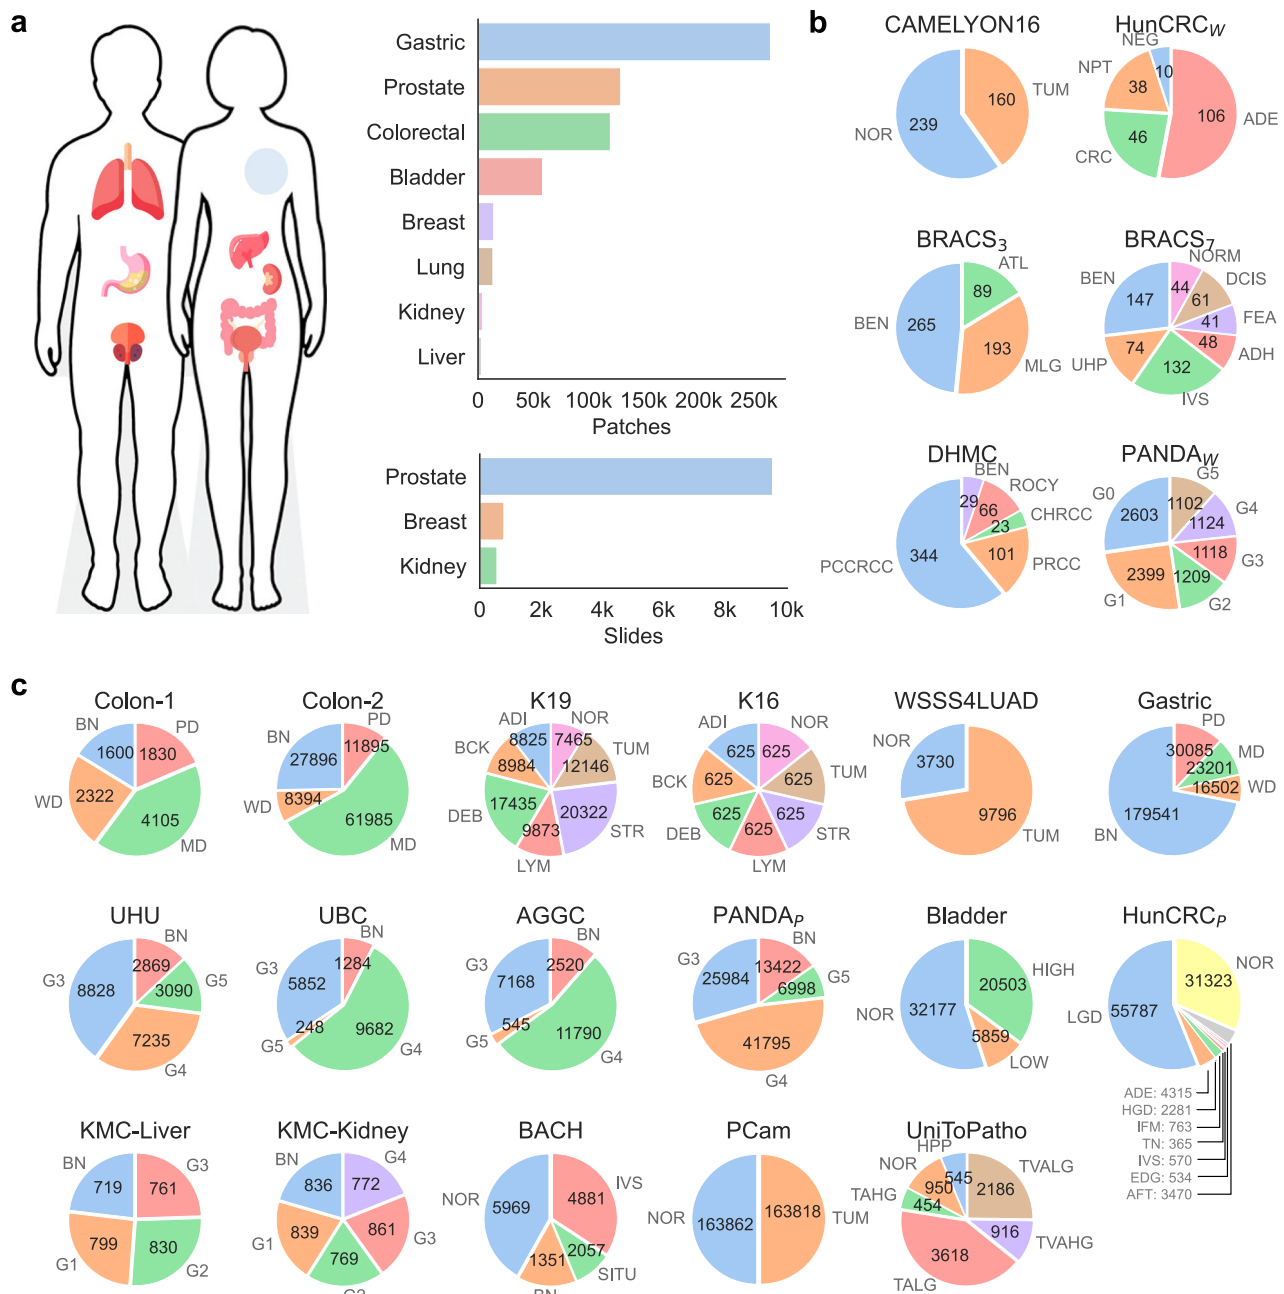 a
Gastric
Prostate
Colorectal
Bladder
Breast
Lung
Kidney
Liver
0 50k 100k 150k 200k 250k
Patches
Prostate
Breast
Kidney
0 2k 4k 6k 8k 10k
Slides
b
CAMELYON16
NOR 239
160 TUM
HunCRC_W
NEG 10
NPT 38
CRC 46
106 ADE
BRACS_3
ATL 89
BEN 265
193 MLG
BRACS_7
NORM 44
DCIS 61
BEN 147
FEA 41
ADH 48
UHP 74
132 IVS
DHMC
BEN 29
ROCY 66
CHRCC 23
PRCC 101
PCCRCC 344
PANDA_W
G5 1102
G0 2603
G4 1124
G3 1118
G2 1209
G1 2399
c
Colon-1
BN 1600
PD 1830
WD 2322
4105 MD
Colon-2
BN 27896
PD 11895
WD 8394
61985 MD
K19
ADI 8825
NOR 7465
BCK 8984
TUM 12146
DEB 17435
20322 STR
9873 LYM
K16
ADI 625
NOR 625
BCK 625
TUM 625
DEB 625
625 STR
625 LYM
WSSS4LUAD
NOR 3730
9796 TUM
Gastric
PD 30085
MD 23201
WD 16502
BN 179541
UHU
BN 2869
G3 8828
G5 3090
7235 G4
UBC
BN 1284
G3 5852
G5 248
9682 G4
AGGC
BN 2520
G3 7168
G5 545
11790 G4
PANDA_P
BN 13422
G3 25984
G5 6998
41795 G4
Bladder
HIGH 20503
NOR 32177
5859 LOW
HunCRC_P
NOR 31323
LGD 55787
ADE: 4315
HGD: 2281
IFM: 763
TN: 365
IVS: 570
EDG: 534
AFT: 3470
KMC-Liver
BN 719
G3 761
G1 799
830 G2
KMC-Kidney
BN 836
G4 772
G1 839
861 G3
769
BACH
NOR 5969
IVS 4881
2057 SITU
1351
PCam
NOR 163862
163818 TUM
UniToPatho
HPP 545
NOR 950
TVALG 2186
TAHG 454
916 TVAHG
3618 TALG